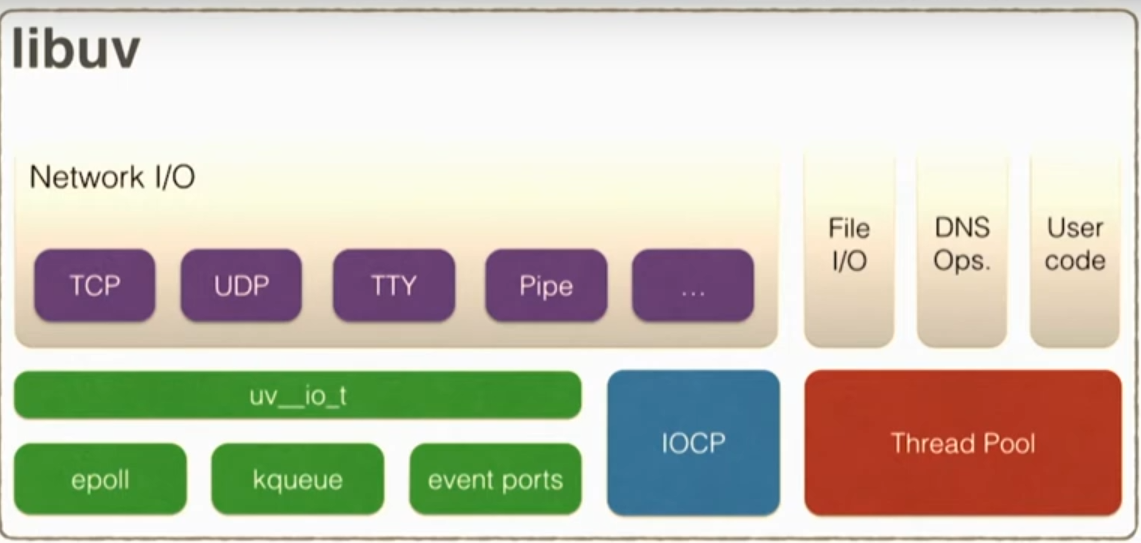 libuv
Network I/O
TCP
UDP
TTY
Pipe
...
File
I/O
DNS
Ops.
User
code
uv__io_t
epoll
kqueue
event ports
IOCP
Thread Pool